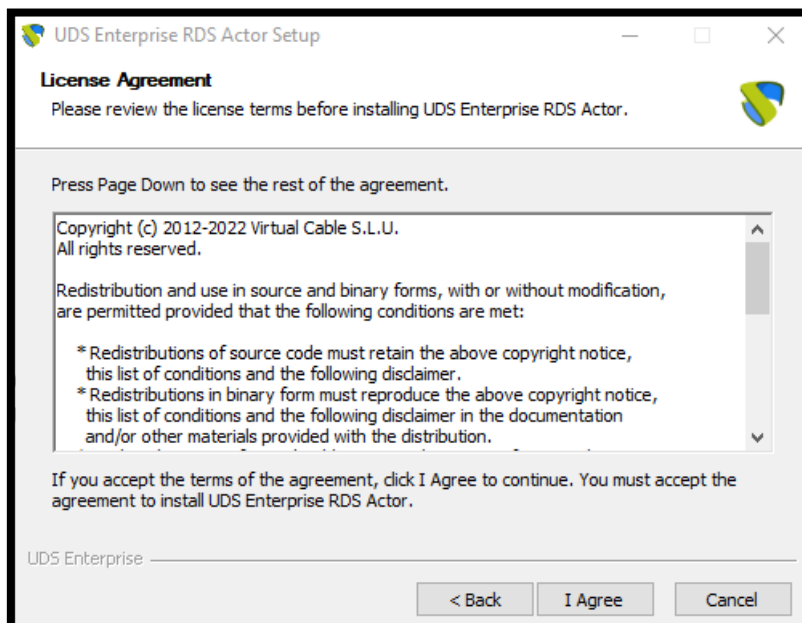 UDS Enterprise RDS Actor Setup
License Agreement
Please review the license terms before installing UDS Enterprise RDS Actor.
Press Page Down to see the rest of the agreement.
Copyright (c) 2012-2022 Virtual Cable S.L.U.
All rights reserved.
Redistribution and use in source and binary forms, with or without modification,
are permitted provided that the following conditions are met:
* Redistributions of source code must retain the above copyright notice,
this list of conditions and the following disclaimer.
* Redistributions in binary form must reproduce the above copyright notice,
this list of conditions and the following disclaimer in the documentation
and/or other materials provided with the distribution.
If you accept the terms of the agreement, click I Agree to continue. You must accept the
agreement to install UDS Enterprise RDS Actor.
UDS Enterprise
< Back
I Agree
Cancel